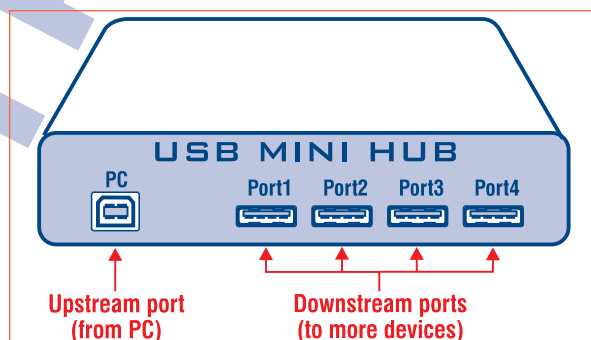 USB MINI HUB
PC
Port1 Port2 Port3 Port4
Upstream port
(from PC)
Downstream ports
(to more devices)